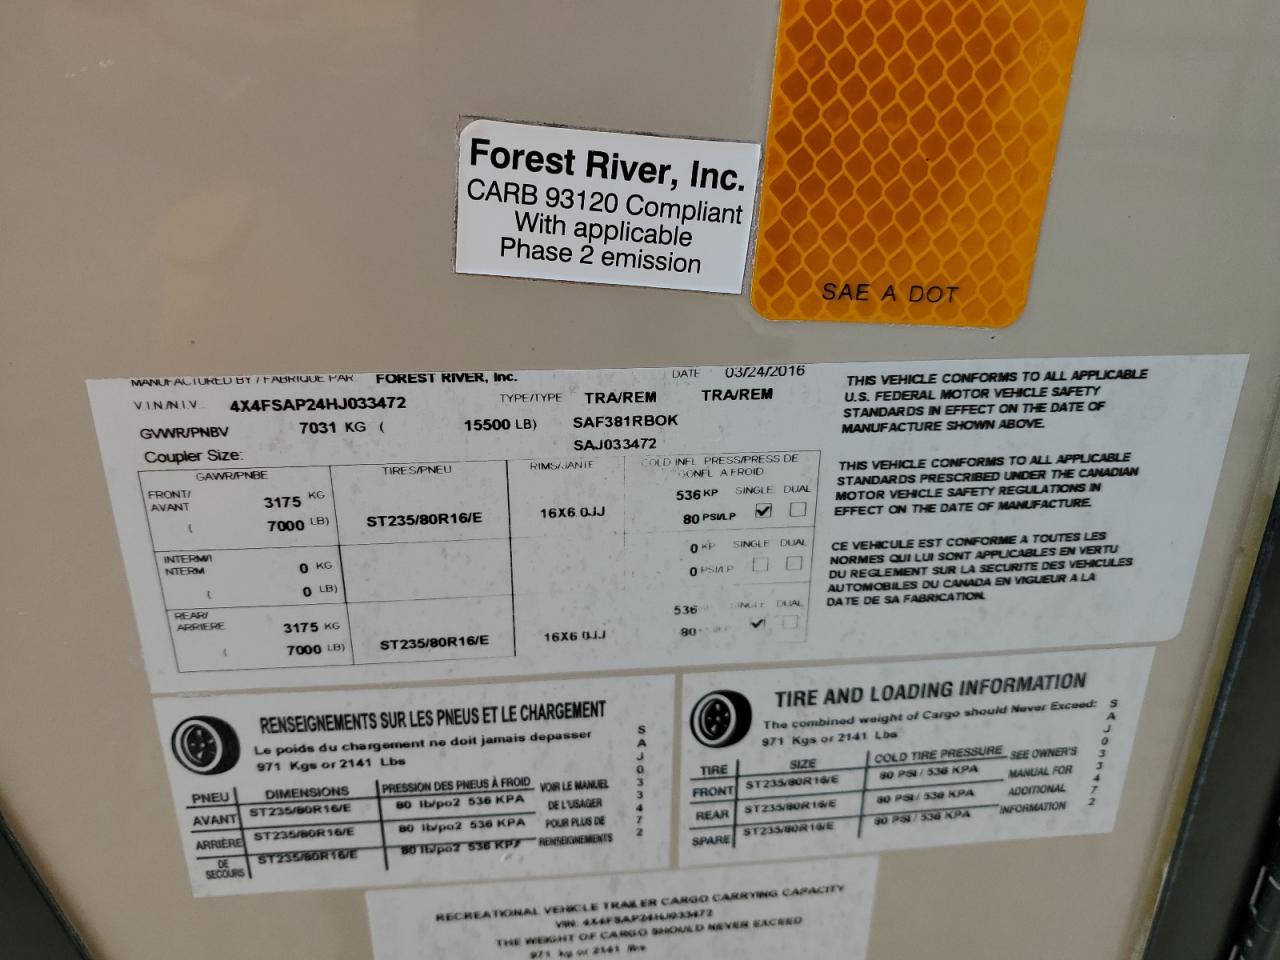 Forest River, Inc.
CARB 93120 Compliant
With applicable
Phase 2 emission
SAE A DOT
MANUFACTURED BY / FABRIQUE PAR FOREST RIVER, Inc. DATE 03/24/2016
V.I.N./N.I.V. 4X4FSAP24HJ033472 TYPE/TYPE TRA/REM TRA/REM
GVWR/PNBV 7031 KG ( 15500 LB) SAF381RBOK
Coupler Size: SAJ033472
GAWR/PNBE TIRES/PNEU RIMS/JANTE COLD INFL PRESS/PRESS DE
GONFL A FROID
FRONT/
AVANT 3175 KG
( 7000 LB) ST235/80R16/E 16X6.0JJ 536 KP SINGLE DUAL
80 PSI/LP
INTERM/I
NTERM 0 KG
( 0 LB) 0 KP SINGLE DUAL
0 PSI/LP
REAR/
ARRIERE 3175 KG
( 7000 LB) ST235/80R16/E 16X6.0JJ 536 SINGLE DUAL
80
THIS VEHICLE CONFORMS TO ALL APPLICABLE
U.S. FEDERAL MOTOR VEHICLE SAFETY
STANDARDS IN EFFECT ON THE DATE OF
MANUFACTURE SHOWN ABOVE.
THIS VEHICLE CONFORMS TO ALL APPLICABLE
STANDARDS PRESCRIBED UNDER THE CANADIAN
MOTOR VEHICLE SAFETY REGULATIONS IN
EFFECT ON THE DATE OF MANUFACTURE.
CE VEHICULE EST CONFORME A TOUTES LES
NORMES QUI LUI SONT APPLICABLES EN VERTU
DU REGLEMENT SUR LA SECURITE DES VEHICULES
AUTOMOBILES DU CANADA EN VIGUEUR A LA
DATE DE SA FABRICATION.
RENSEIGNEMENTS SUR LES PNEUS ET LE CHARGEMENT
Le poids du chargement ne doit jamais depasser
971 Kgs or 2141 Lbs
PNEU DIMENSIONS PRESSION DES PNEUS À FROID VOIR LE MANUEL
AVANT ST235/80R16/E 80 lb/po2 536 KPA DE L'USAGER
ARRIÈRE ST235/80R16/E 80 lb/po2 536 KPA POUR PLUS DE
DE
SECOURS ST235/80R16/E 80 lb/po2 536 KPA RENSEIGNEMENTS
SAJ033472
TIRE AND LOADING INFORMATION
The combined weight of Cargo should Never Exceed:
971 Kgs or 2141 Lbs
TIRE SIZE COLD TIRE PRESSURE SEE OWNER'S
FRONT ST235/80R16/E 80 PSI / 536 KPA MANUAL FOR
REAR ST235/80R16/E 80 PSI / 536 KPA ADDITIONAL
SPARE ST235/80R16/E 80 PSI / 536 KPA INFORMATION
SAJ033472
RECREATIONAL VEHICLE TRAILER CARGO CARRYING CAPACITY
VIN: 4X4FSAP24HJ033472
THE WEIGHT OF CARGO SHOULD NEVER EXCEED
971 kg or 2141 lbs